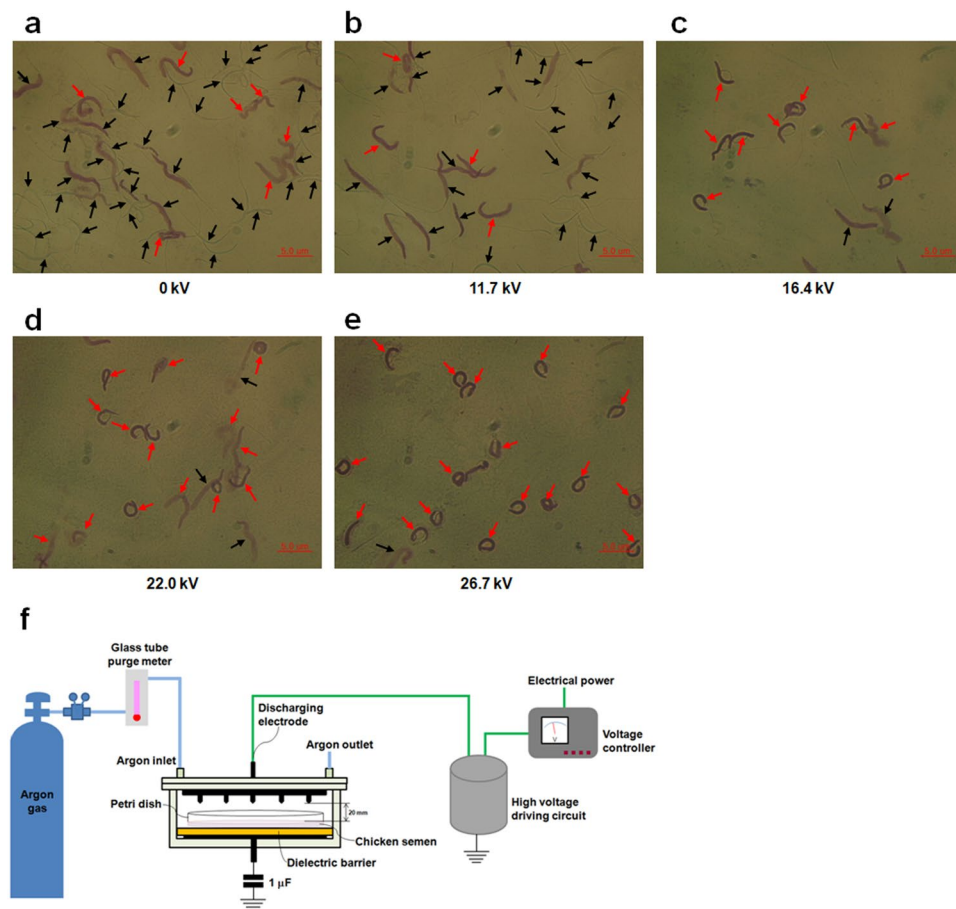 a
b
c
5.0 µm
5.0 µm
5.0 µm
0 kV
11.7 kV
16.4 kV
d
e
5.0 µm
5.0 µm
22.0 kV
26.7 kV
f
Glass tube
purge meter
Discharging
electrode
Electrical power
Argon inlet
Argon outlet
V
Voltage
controller
Argon
gas
Petri dish
20 mm
High voltage
driving circuit
Chicken semen
Dielectric barrier
1 µF